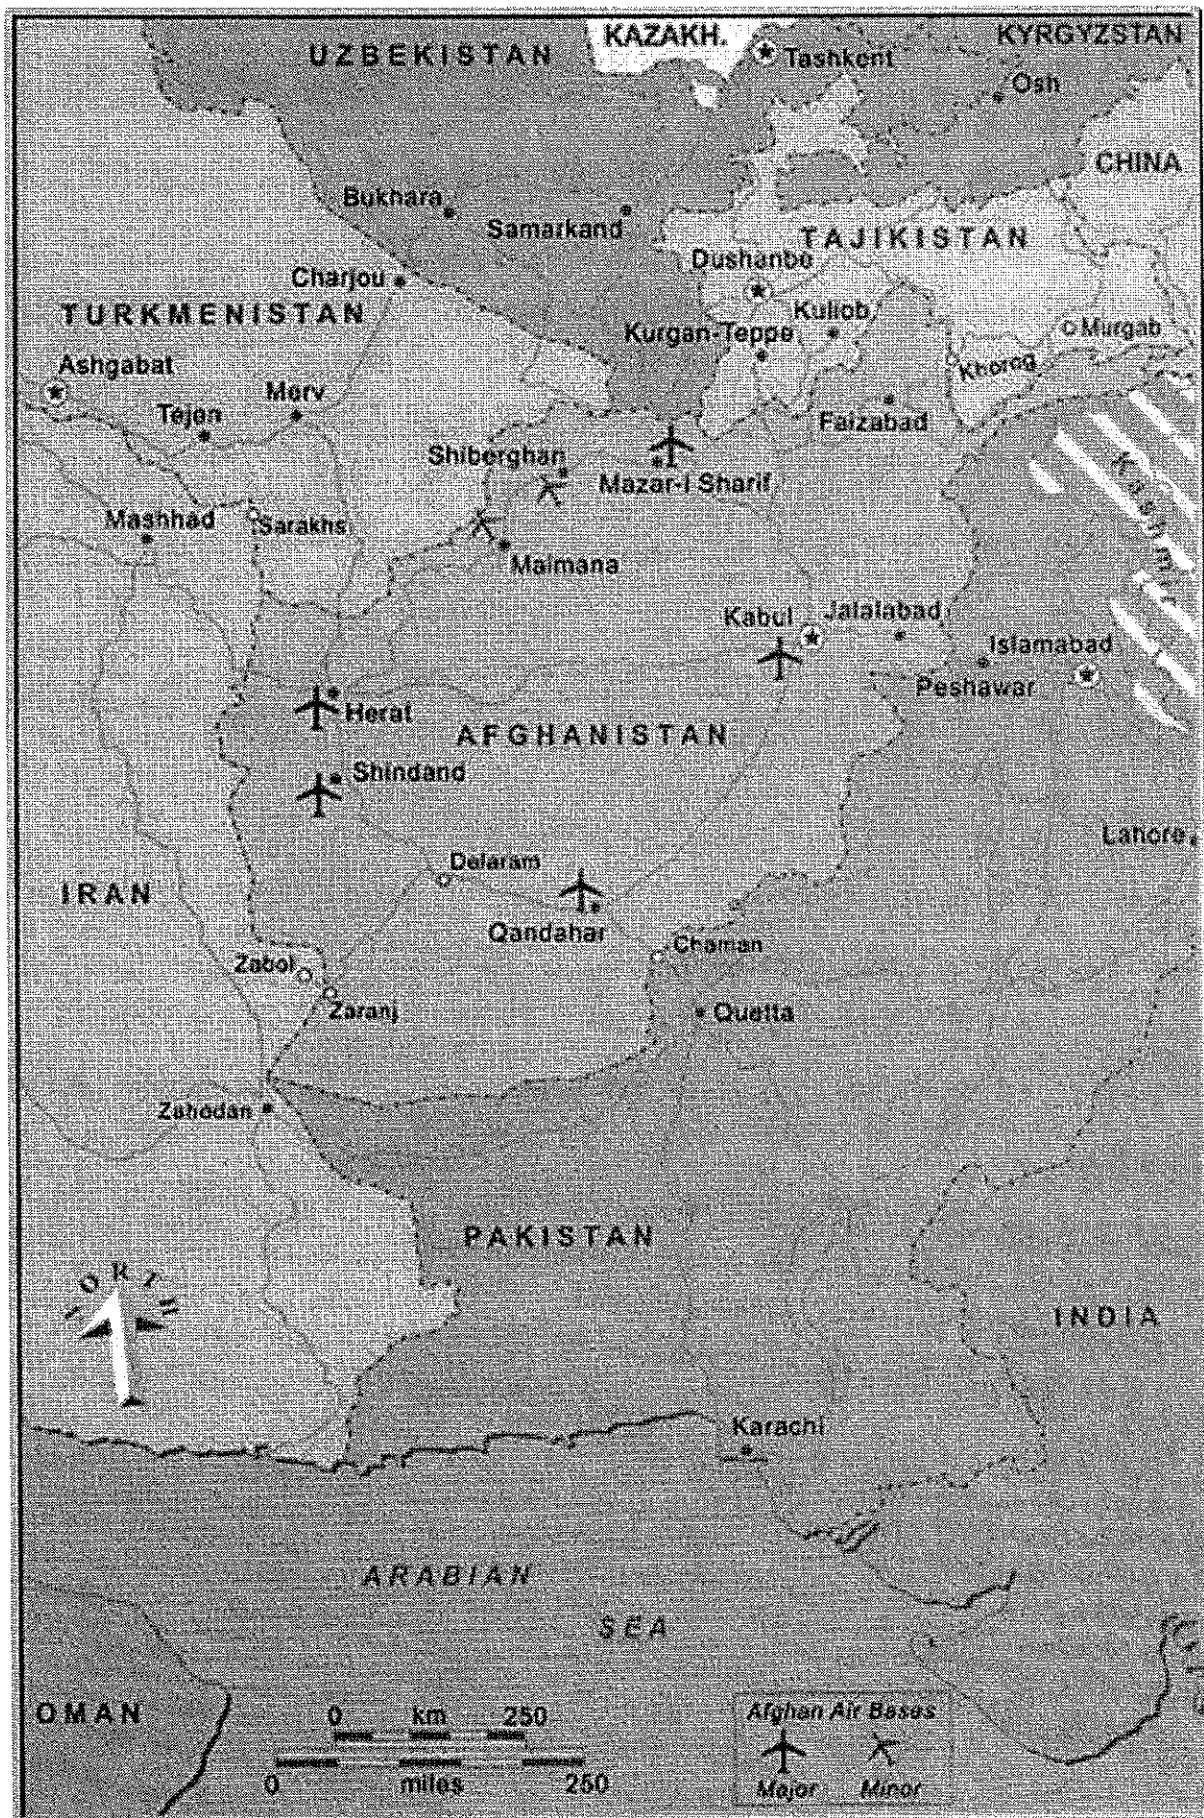 UZBEKISTAN
KAZAKH.
KYRGYZSTAN
Tashkent
Osh
CHINA
Bukhara
Samarkand
TAJIKISTAN
Dushanbe
Charjou
TURKMENISTAN
Kuliob
Murgab
Kurgan-Teppe
Khorog
Ashgabat
Merv
Tejen
Faizabad
Shiberghan
Mazar-i Sharif
Kashmir
Mashhad
Sarakhs
Maimana
Kabul
Jalalabad
Islamabad
Peshawar
Herat
AFGHANISTAN
Shindand
Lahore
Delaram
IRAN
Qandahar
Chaman
Zabol
Zaranj
Quetta
Zahedan
PAKISTAN
NORTH
INDIA
Karachi
ARABIAN
SEA
OMAN
0 km 250
0 miles 250
Afghan Air Bases
Major Minor